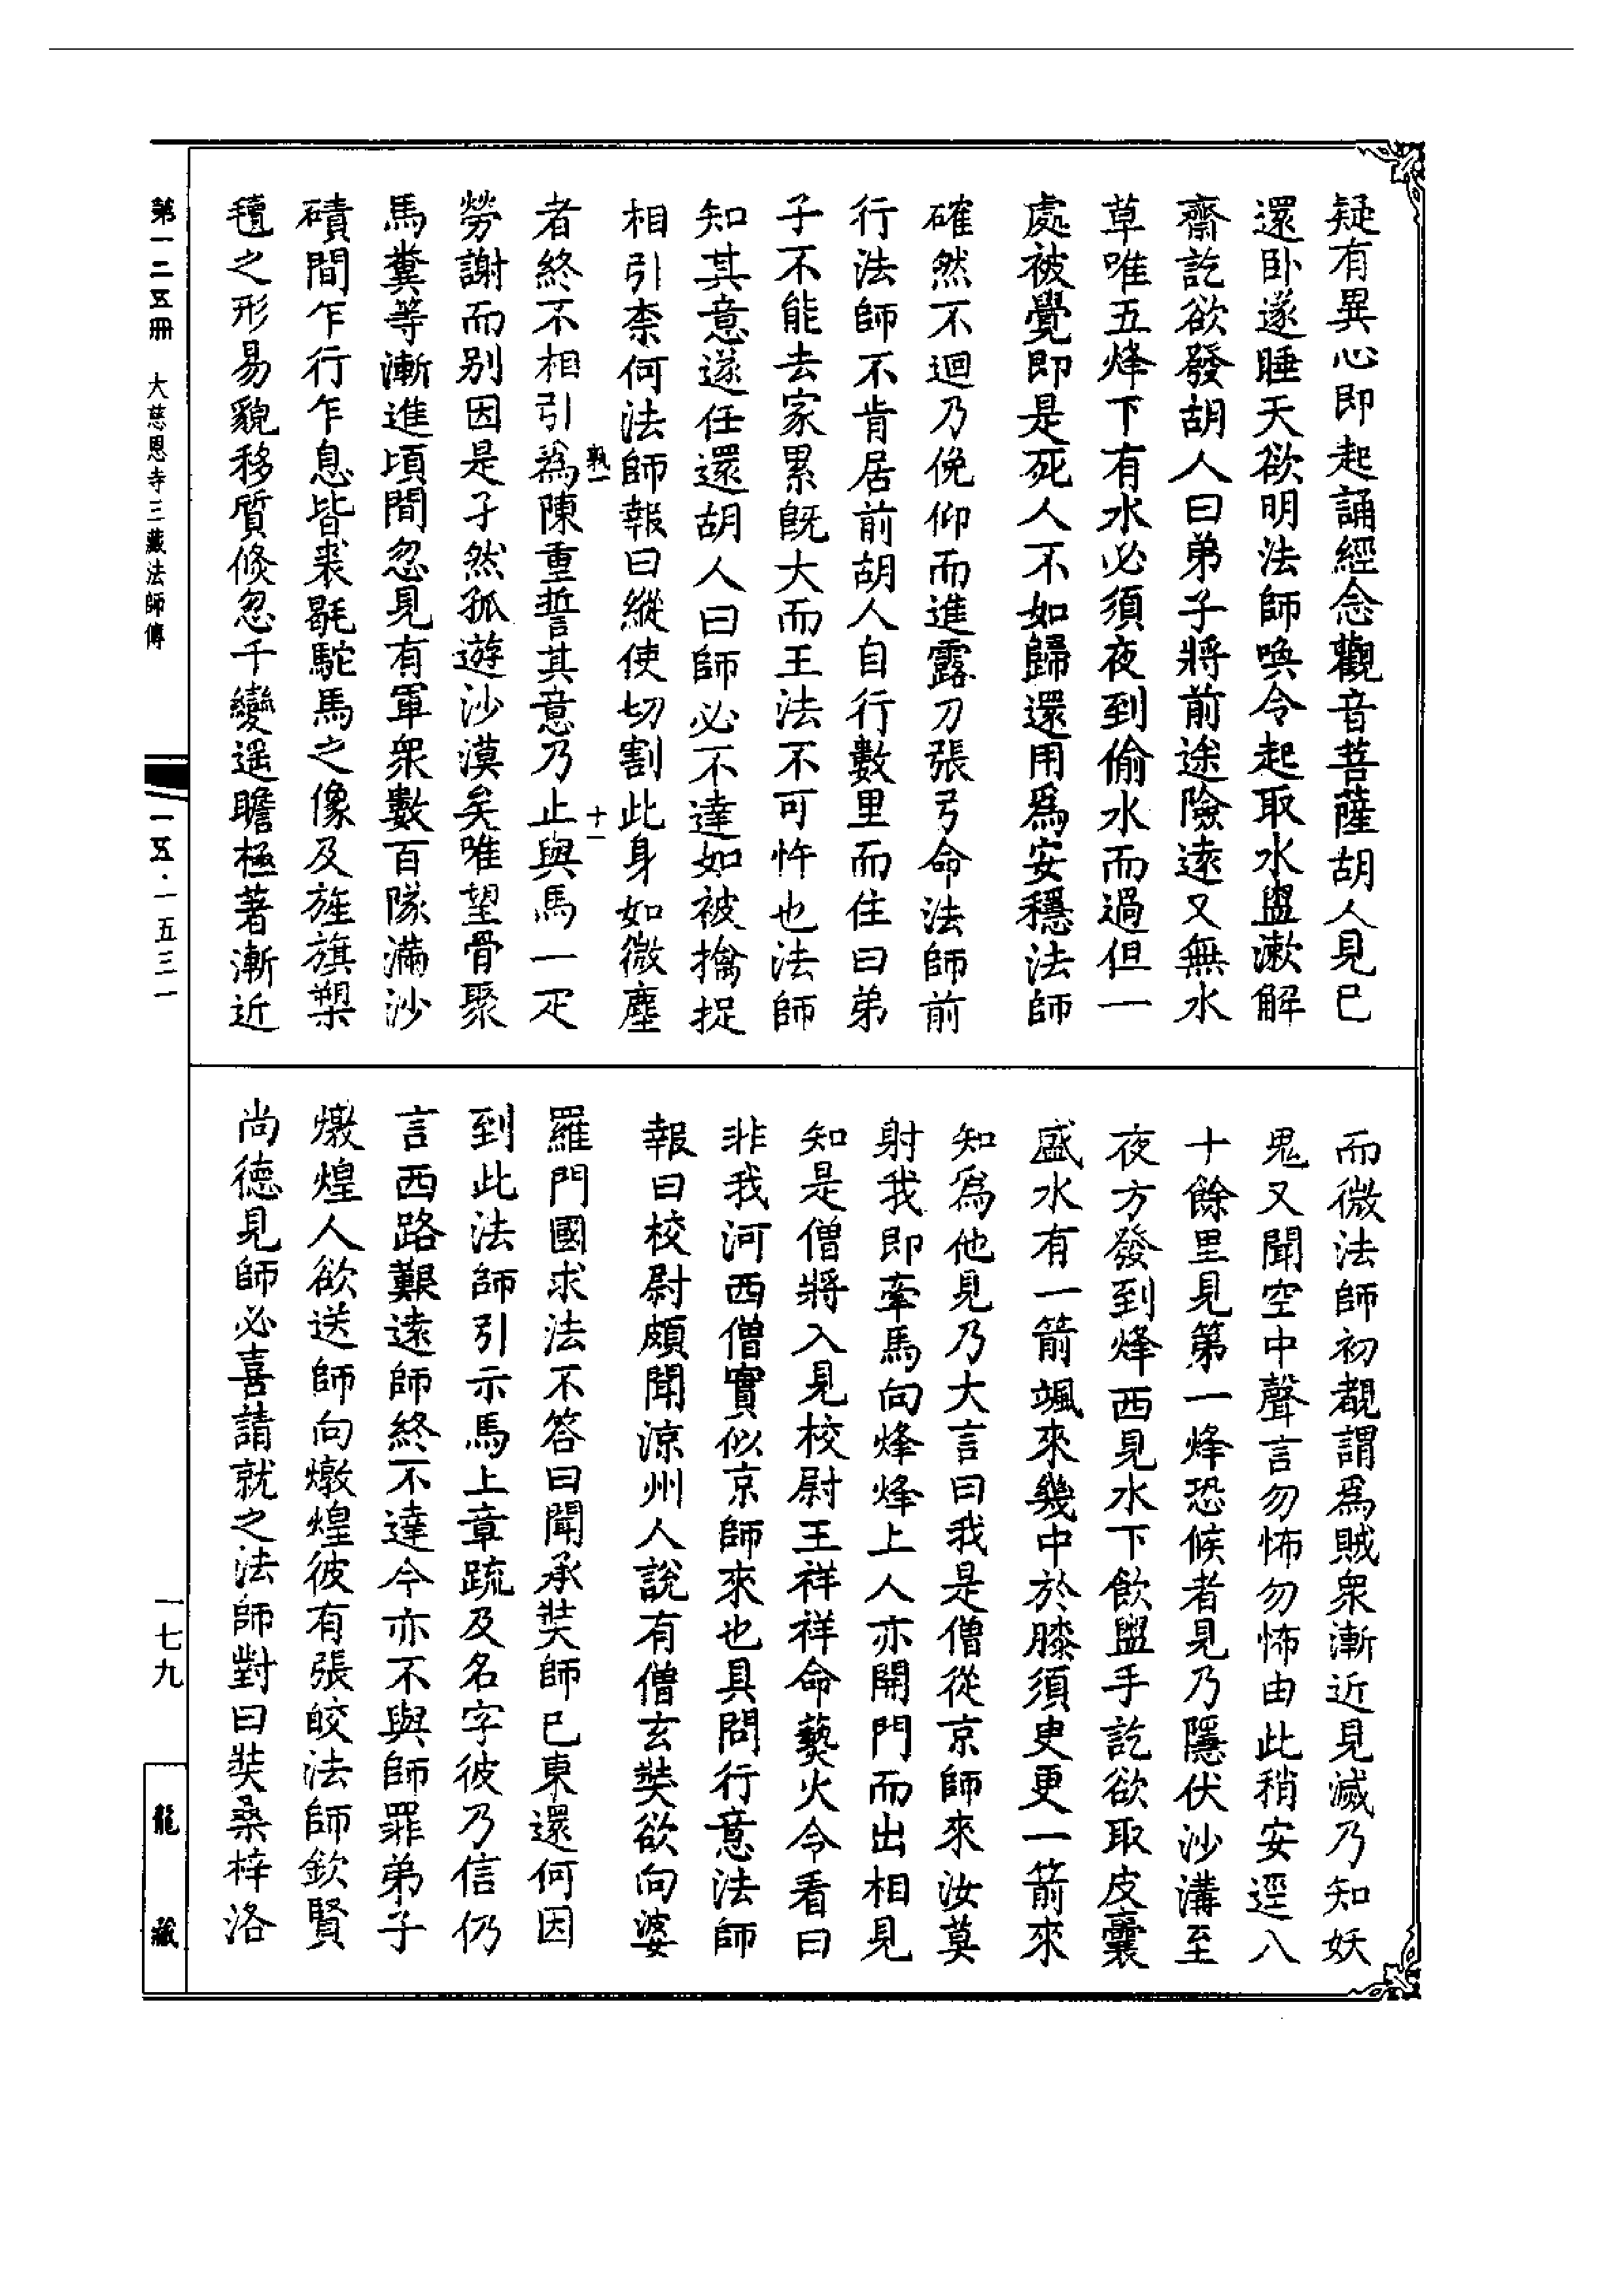 疑有異心即起誦經念觀音菩薩胡人見已
還卧遂睡天欲明法師喚令起取水盥漱解
齋訖欲發胡人曰弟子將前途險遠又無水
草唯五烽下有水必須夜到偷水而過但一
處被覺即是死人不如歸還用爲安穩法師
確然不迴乃俛仰而進露刀張弓命法師前
行法師不肯居前胡人自行數里而住曰弟
子不能去家累旣大而王法不可忤也法師
知其意遂任還胡人曰師必不達如被擒捉
相引柰何法師報曰縱使切割此身如微塵
者終不相引爲陳重誓其意乃止與馬一疋
勞謝而别因是孑然孤遊沙漠矣唯望骨聚
馬糞等漸進頃間忽見有軍衆數百隊滿沙
磧間乍行乍息皆裘毼駝馬之像及旌旗槊
毦之形易貌移質倏忽千變遥瞻極著漸近
孰一
十一
而微法師初覩謂爲賊衆漸近見滅乃知妖
鬼又聞空中聲言勿怖勿怖由此稍安逕八
十餘里見第一烽恐候者見乃隱伏沙溝至
夜方發到烽西見水下飲盥手訖欲取皮囊
盛水有一箭颯來幾中於膝須史更一箭來
知爲他見乃大言曰我是僧從京師來汝莫
射我即牽馬向烽烽上人亦開門而出相見
知是僧將入見校尉王祥祥命爇火令看曰
非我河西僧實似京師來也具問行意法師
報曰校尉頗聞涼州人說有僧玄奘欲向婆
羅門國求法不答曰聞承奘師已東還何因
到此法師引示馬上章疏及名字彼乃信仍
言西路艱遠師終不達今亦不與師罪弟子
燉煌人欲送師向燉煌彼有張皎法師欽賢
尚德見師必喜請就之法師對曰奘桑梓洛
第一二五冊　大慈恩寺三藏法師傳
一五·一五三一
一七九
龍藏